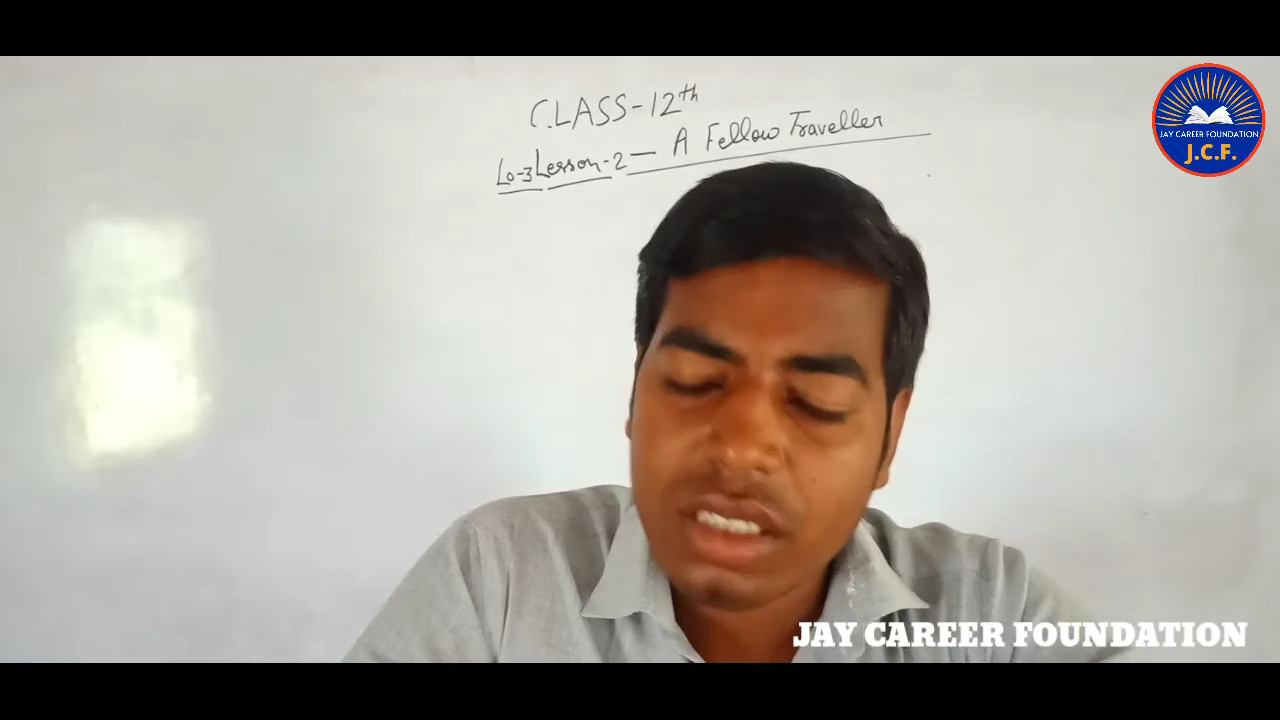 CLASS-12th
Lo-3 Lesson-2 — A Fellow Traveller
JAY CAREER FOUNDATION
J.C.F.
JAY CAREER FOUNDATION